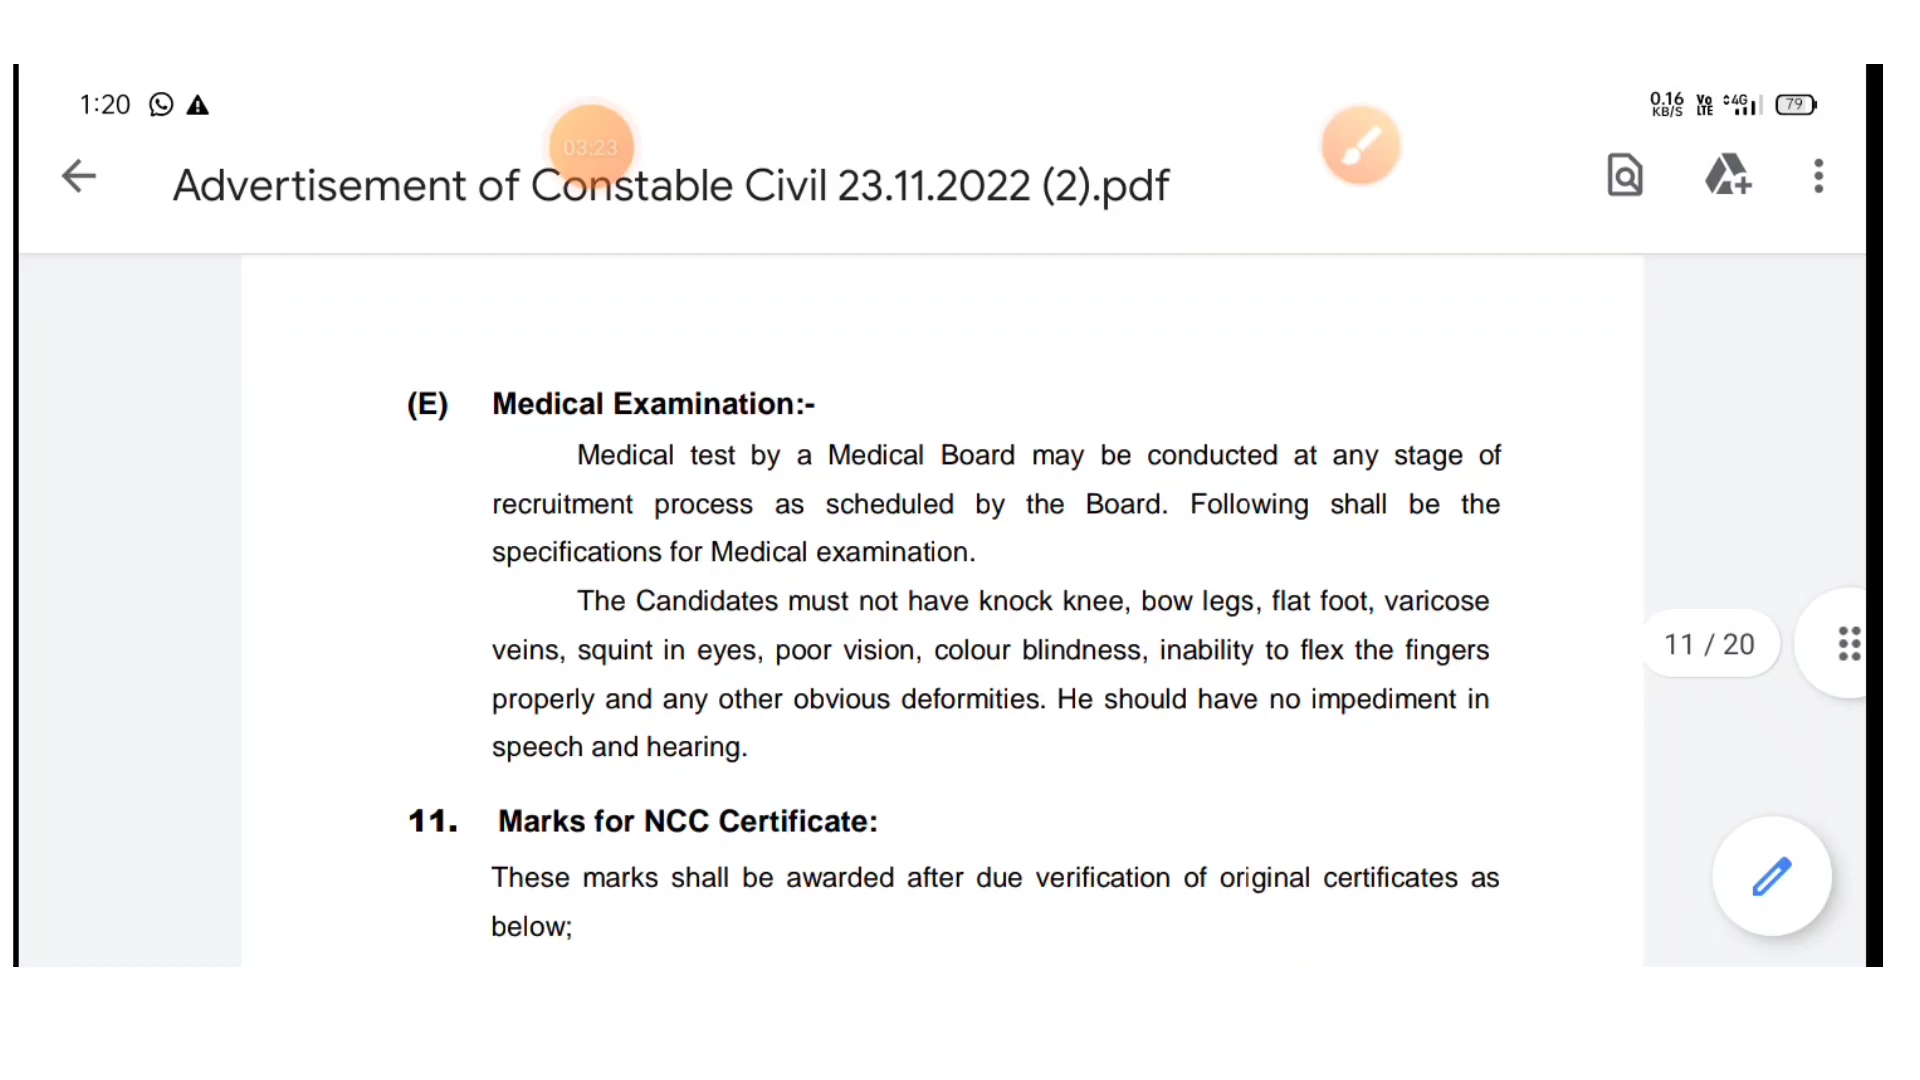 1:20
0.16 KB/S Vo LTE 4G 79
03:23
Advertisement of Constable Civil 23.11.2022 (2).pdf
(E) Medical Examination:-
Medical test by a Medical Board may be conducted at any stage of
recruitment process as scheduled by the Board. Following shall be the
specifications for Medical examination.
The Candidates must not have knock knee, bow legs, flat foot, varicose
veins, squint in eyes, poor vision, colour blindness, inability to flex the fingers
properly and any other obvious deformities. He should have no impediment in
speech and hearing.
11 / 20
11. Marks for NCC Certificate:
These marks shall be awarded after due verification of original certificates as
below;